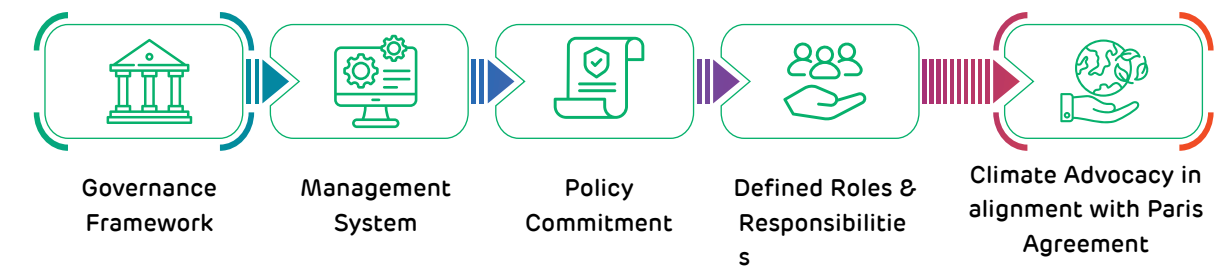 Governance
Framework
Management
System
Policy
Commitment
Defined Roles &
Responsibilitie
s
Climate Advocacy in
alignment with Paris
Agreement